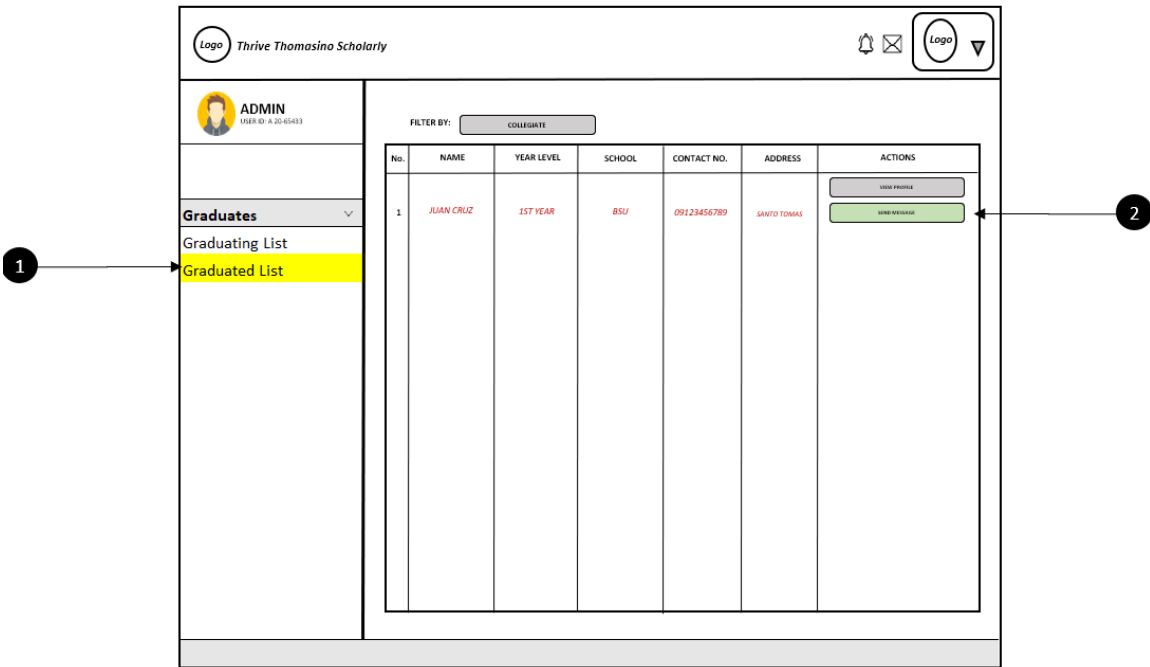 Logo Thrive Thomasino Scholarly Logo
ADMIN
USER ID: A 20-65433
FILTER BY: COLLEGIATE
No. NAME YEAR LEVEL SCHOOL CONTACT NO. ADDRESS ACTIONS
VIEW PROFILE
1 JUAN CRUZ 1ST YEAR BSU 09123456789 SANTO TOMAS SEND MESSAGE
2
Graduates
Graduating List
1
Graduated List